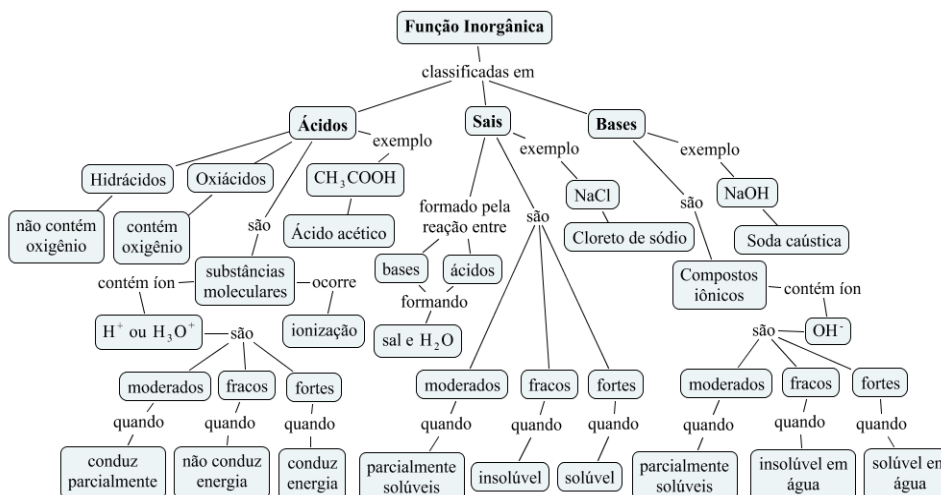 Função Inorgânica
classificadas em
Ácidos
Sais
Bases
exemplo
exemplo
exemplo
Hidrácidos
Oxiácidos
CH₃COOH
NaCl
NaOH
não contém
oxigênio
contém
oxigênio
são
Ácido acético
formado pela
reação entre
são
Cloreto de sódio
são
Soda caústica
contém íon
substâncias
moleculares
ocorre
bases
ácidos
formando
Compostos
iônicos
contém íon
H⁺ ou H₃O⁺
são
ionização
sal e H₂O
são
OH⁻
moderados
fracos
fortes
moderados
fracos
fortes
moderados
fracos
fortes
quando
quando
quando
quando
quando
quando
quando
quando
quando
conduz
parcialmente
não conduz
energia
conduz
energia
parcialmente
solúveis
insolúvel
solúvel
parcialmente
solúveis
insolúvel em
água
solúvel em
água